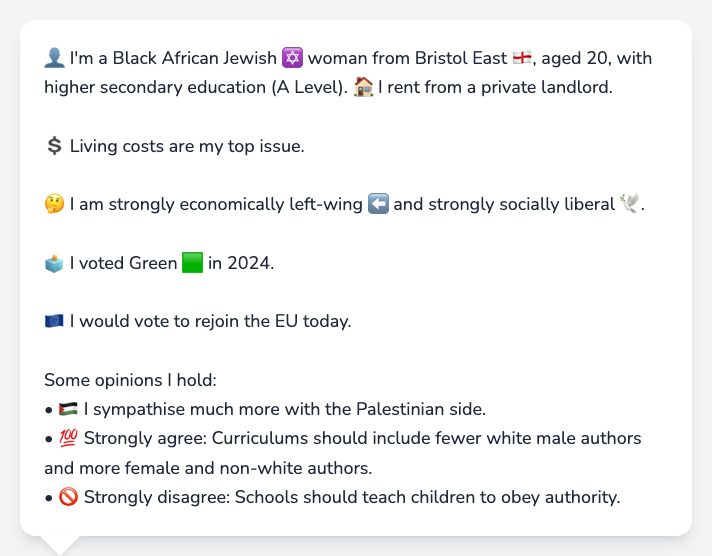 👤 I'm a Black African Jewish ✡️ woman from Bristol East 🏴󠁧󠁢󠁥󠁮󠁧󠁿, aged 20, with
higher secondary education (A Level). 🏠 I rent from a private landlord.
💲 Living costs are my top issue.
🤔 I am strongly economically left-wing ⬅️ and strongly socially liberal 🕊️.
🗳️ I voted Green 🟩 in 2024.
🇪🇺 I would vote to rejoin the EU today.
Some opinions I hold:
• 🇵🇸 I sympathise much more with the Palestinian side.
• 💯 Strongly agree: Curriculums should include fewer white male authors
and more female and non-white authors.
• 🚫 Strongly disagree: Schools should teach children to obey authority.